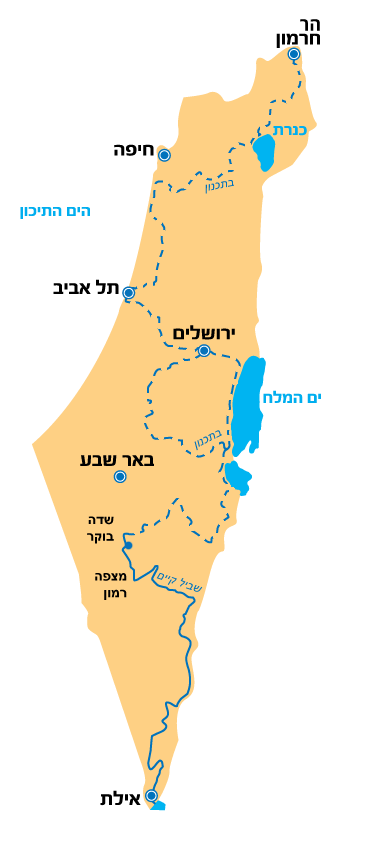 הר
חרמון
כנרת
חיפה
בתכנון
הים התיכון
תל אביב
ירושלים
ים המלח
בתכנון
באר שבע
שדה
בוקר
מצפה
רמון
שביל קיים
אילת